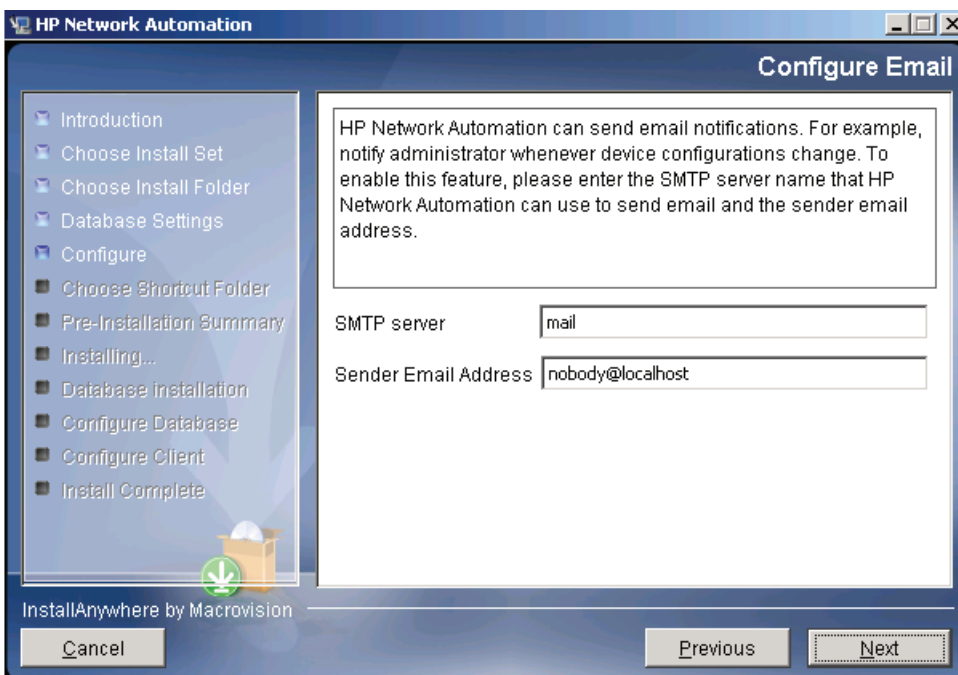 HP Network Automation
Configure Email
Introduction
Choose Install Set
Choose Install Folder
Database Settings
Configure
Choose Shortcut Folder
Pre-Installation Summary
Installing...
Database installation
Configure Database
Configure Client
Install Complete
HP Network Automation can send email notifications. For example,
notify administrator whenever device configurations change. To
enable this feature, please enter the SMTP server name that HP
Network Automation can use to send email and the sender email
address.
SMTP server mail
Sender Email Address nobody@localhost
InstallAnywhere by Macrovision
Cancel Previous Next